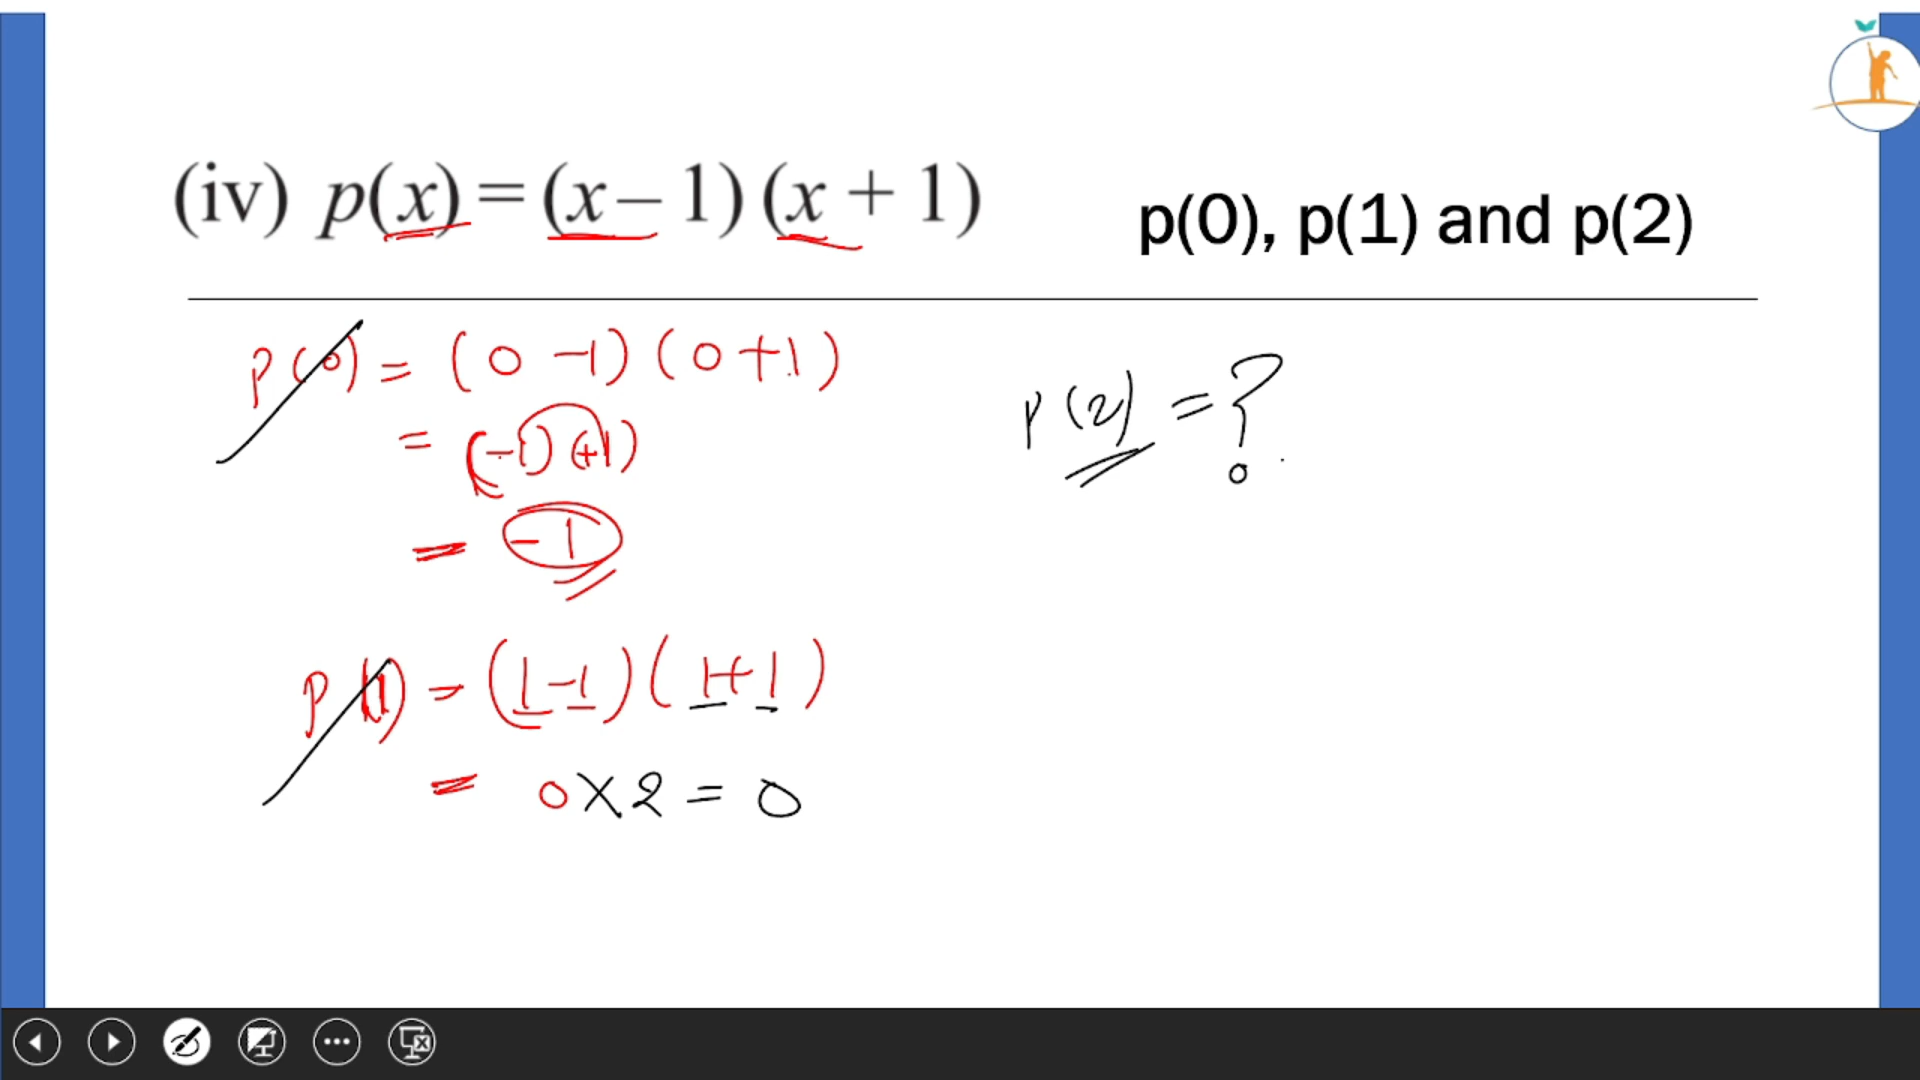 (iv) p(x) = (x – 1) (x + 1)
p(0), p(1) and p(2)
p(0) = (0 -1) (0+1)
= (-1) (+1)
= -1
p(1) = (1-1) (1+1)
= 0 × 2 = 0
p(2) = ?